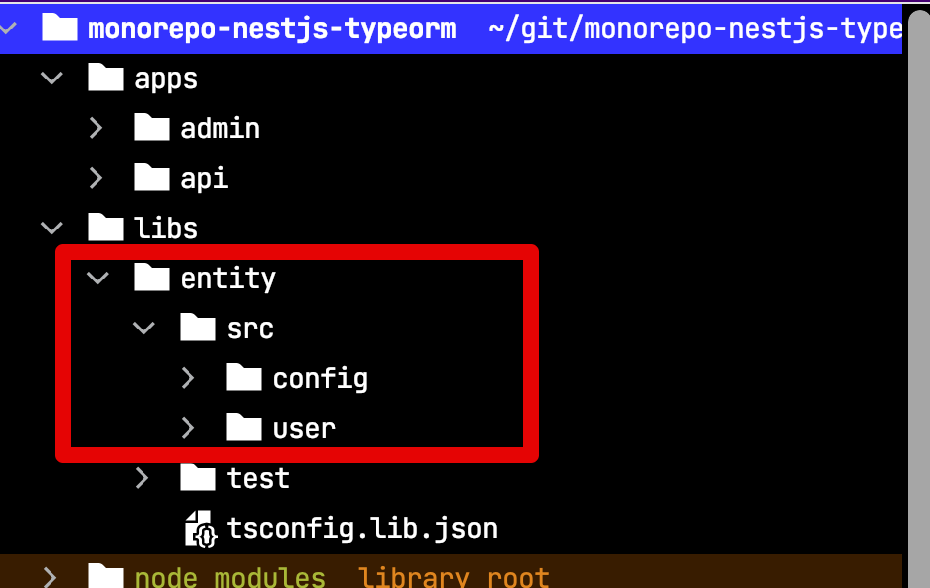 monorepo-nestjs-typeorm ~/git/monorepo-nestjs-type
apps
admin
api
libs
entity
src
config
user
test
tsconfig.lib.json
node_modules library root